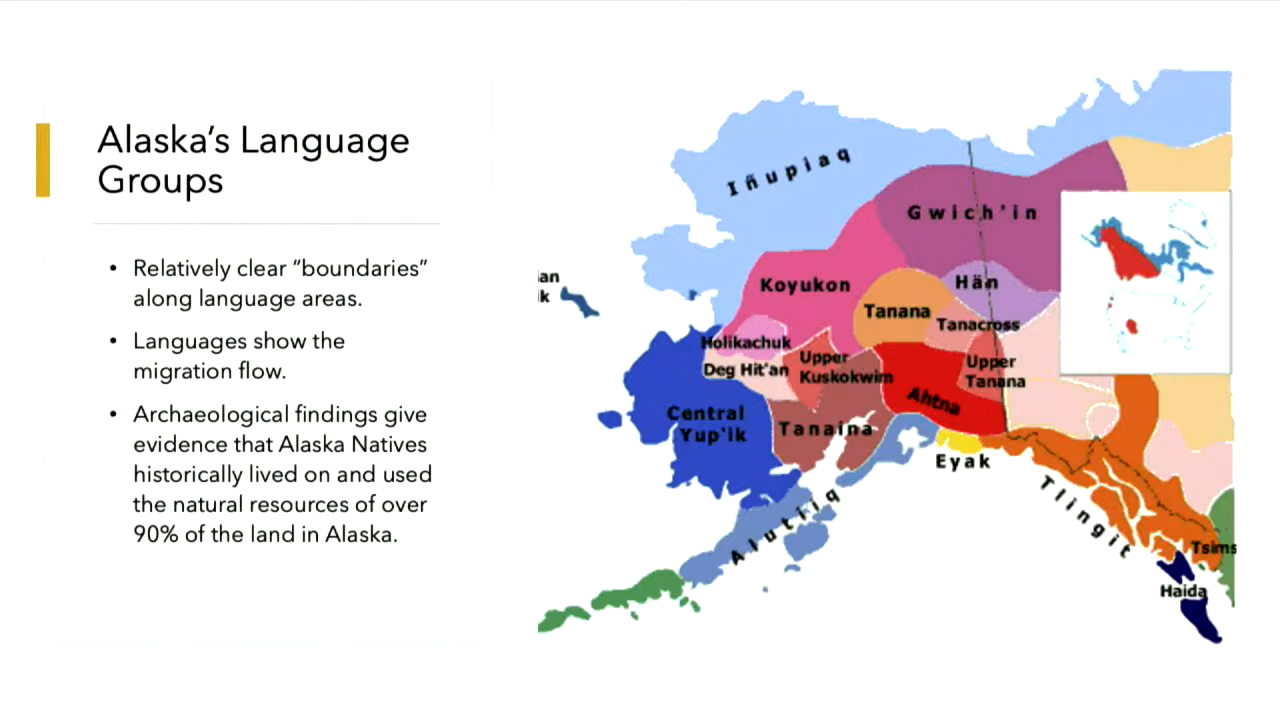 Alaska's Language
Groups
• Relatively clear "boundaries"
along language areas.
• Languages show the
migration flow.
• Archaeological findings give
evidence that Alaska Natives
historically lived on and used
the natural resources of over
90% of the land in Alaska.
Iñupiaq
Gwich'in
an
k
Koyukon
Hän
Tanana
Tanacross
Holikachuk
Deg Hit'an
Upper
Kuskokwim
Upper
Tanana
Ahtna
Central
Yup'ik
Tanaina
Eyak
Alutiiq
Tlingit
Tsims
Haida